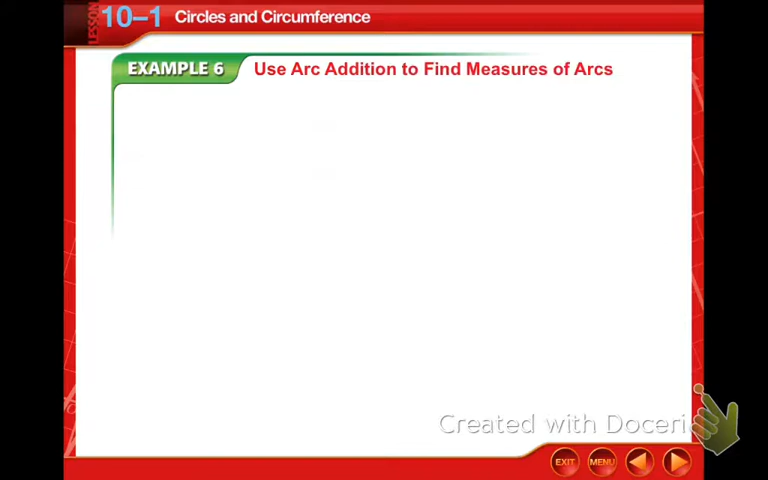 LESSON 10–1 Circles and Circumference
EXAMPLE 6 Use Arc Addition to Find Measures of Arcs
Created with Doceri
EXIT MENU